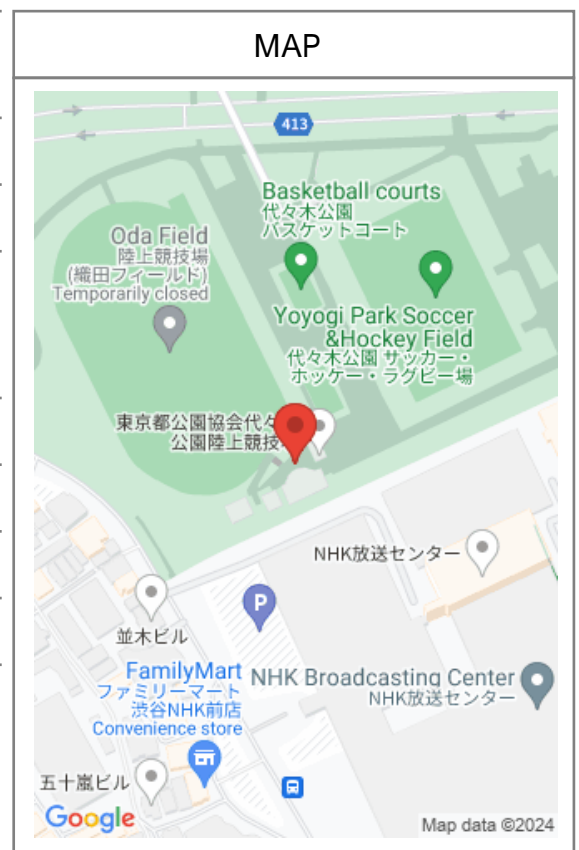 MAP
413
Basketball courts
代々木公園
バスケットコート
Oda Field
陸上競技場
(織田フィールド)
Temporarily closed
Yoyogi Park Soccer
&Hockey Field
代々木公園 サッカー・
ホッケー・ラグビー場
東京都公園協会代々
公園陸上競技
NHK放送センター
P
並木ビル
FamilyMart
ファミリーマート
渋谷NHK前店
Convenience store
NHK Broadcasting Center
NHK放送センター
五十嵐ビル
Google
Map data ©2024